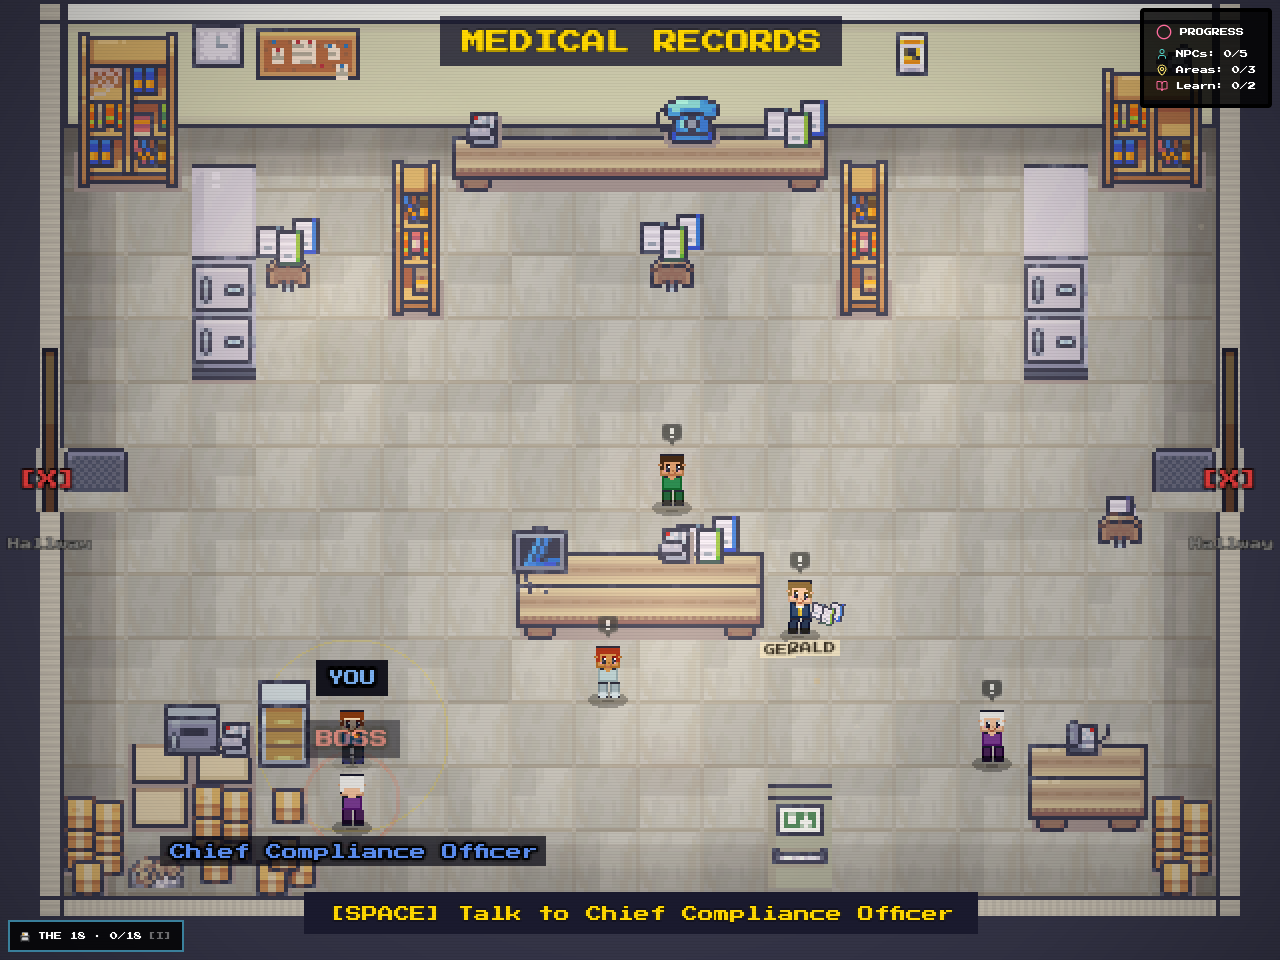 MEDICAL RECORDS
PROGRESS
NPCs: 0/5
Areas: 0/3
Learn: 0/2
[X]
[X]
Hallway
Hallway
GERALD
YOU
BOSS
Chief Compliance Officer
[SPACE] Talk to Chief Compliance Officer
THE 18 · 0/18 [I]